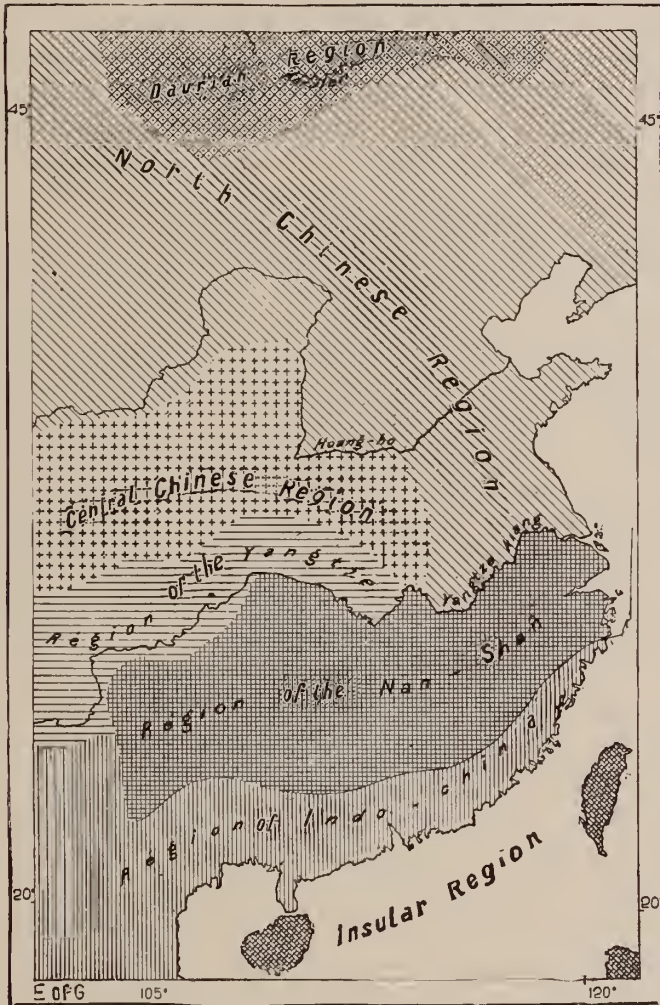 Daurian Region
45°
45°
North Chinese Region
Hoang-ho
Central-Chinese Region
Region of the Yangtze
Yangtze Kiang
Region of the Nan-Shan
Region of Indo-china
20°
20°
Insular Region
E OF G
105°
120°